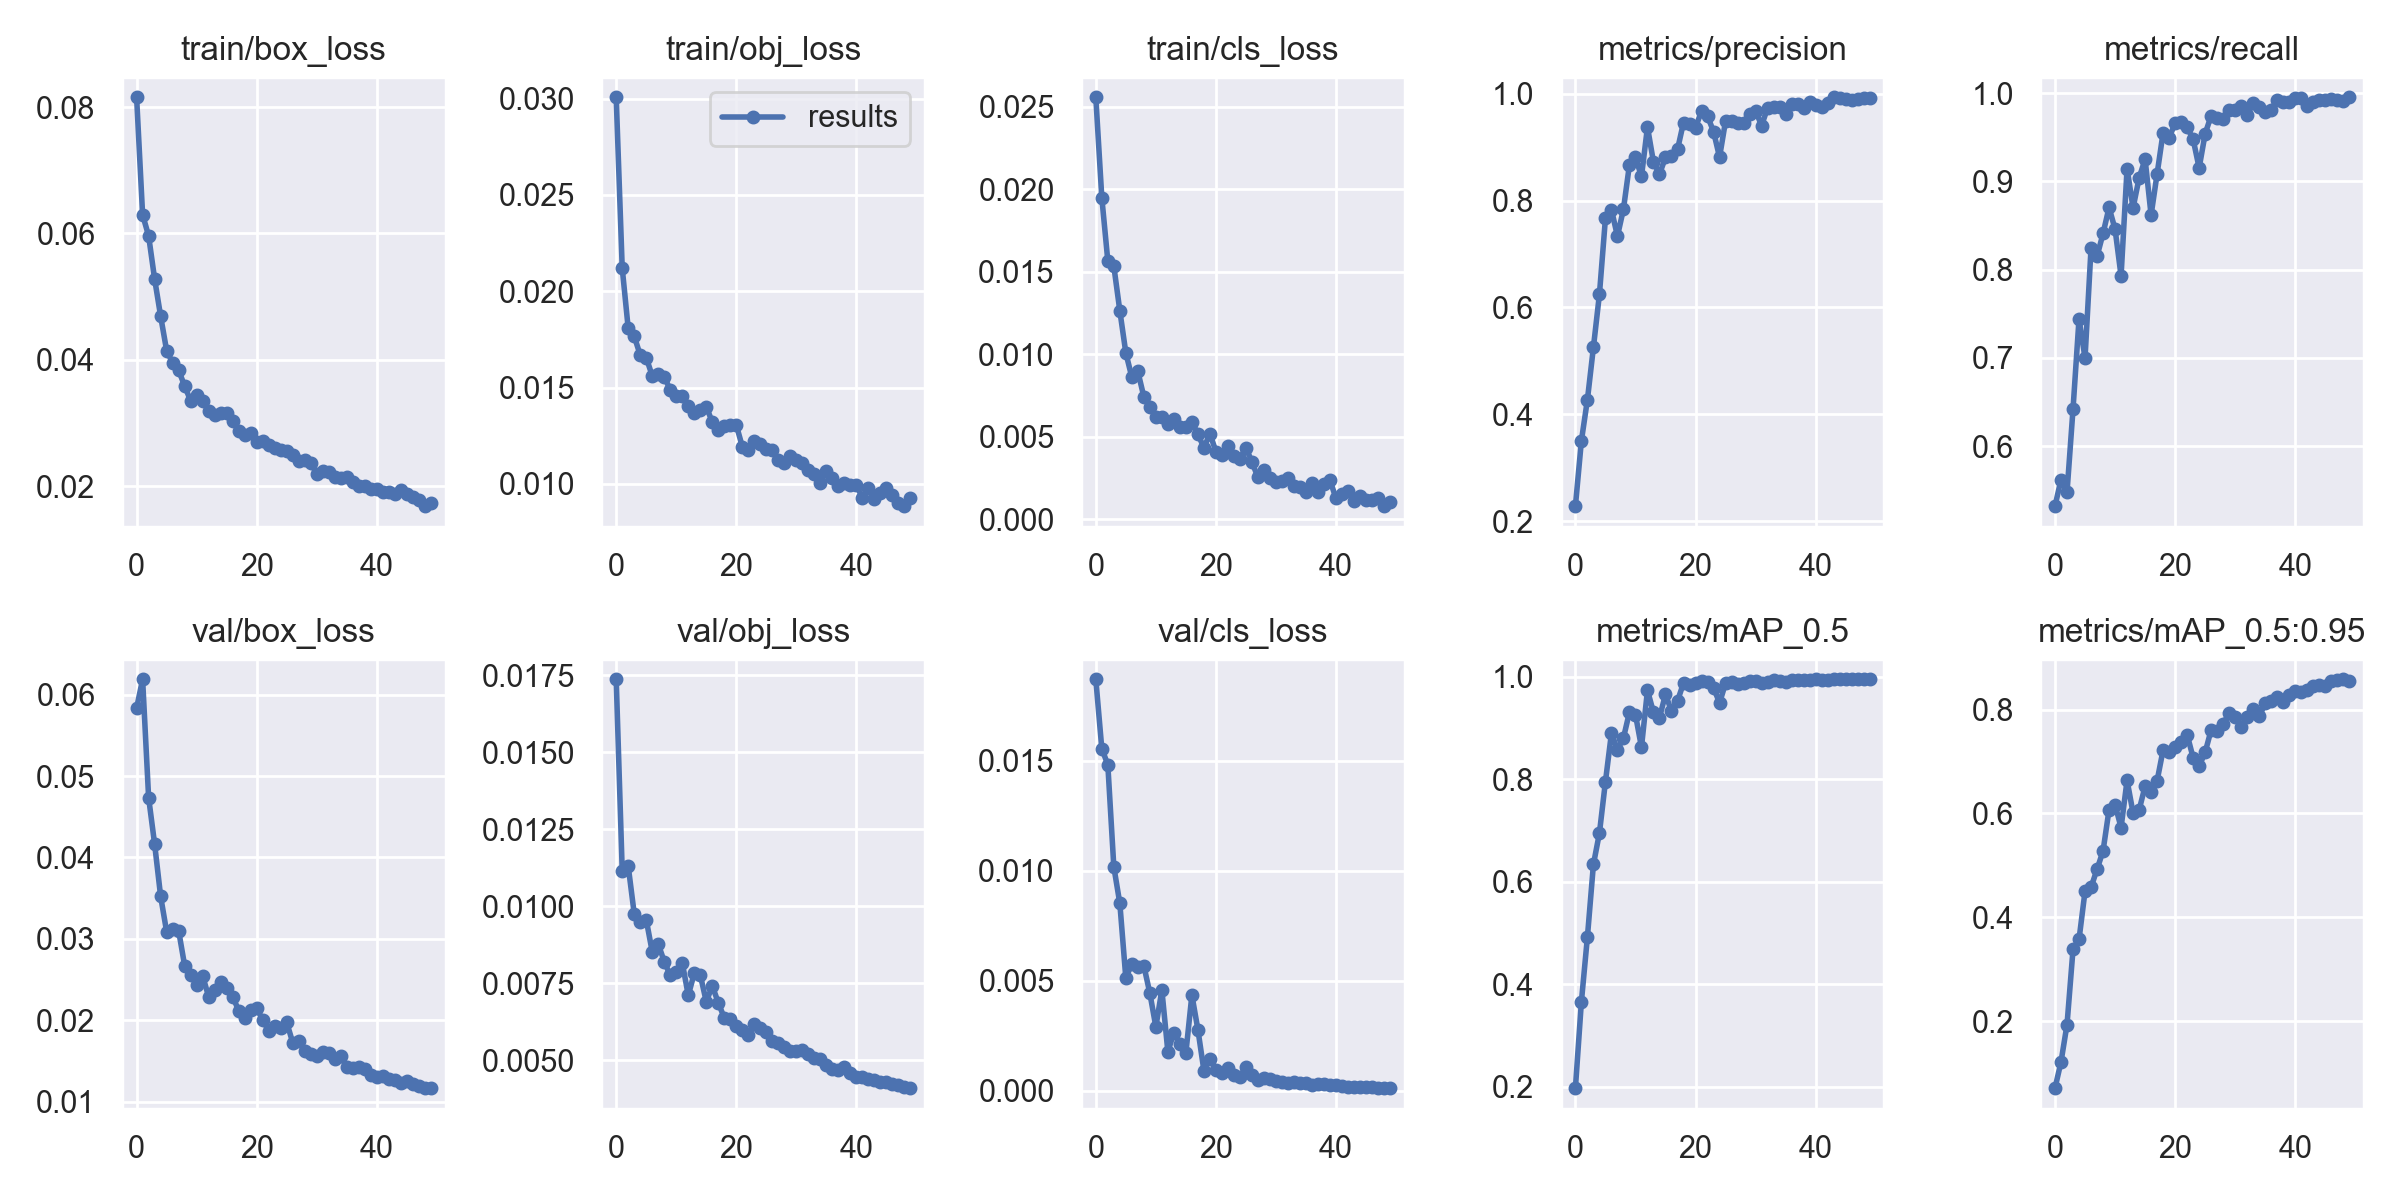 train/box_loss
0.08
0.06
0.04
0.02
0 20 40
train/obj_loss
results
0.030
0.025
0.020
0.015
0.010
0 20 40
train/cls_loss
0.025
0.020
0.015
0.010
0.005
0.000
0 20 40
metrics/precision
1.0
0.8
0.6
0.4
0.2
0 20 40
metrics/recall
1.0
0.9
0.8
0.7
0.6
0 20 40
val/box_loss
0.06
0.05
0.04
0.03
0.02
0.01
0 20 40
val/obj_loss
0.0175
0.0150
0.0125
0.0100
0.0075
0.0050
0 20 40
val/cls_loss
0.015
0.010
0.005
0.000
0 20 40
metrics/mAP_0.5
1.0
0.8
0.6
0.4
0.2
0 20 40
metrics/mAP_0.5:0.95
0.8
0.6
0.4
0.2
0 20 40